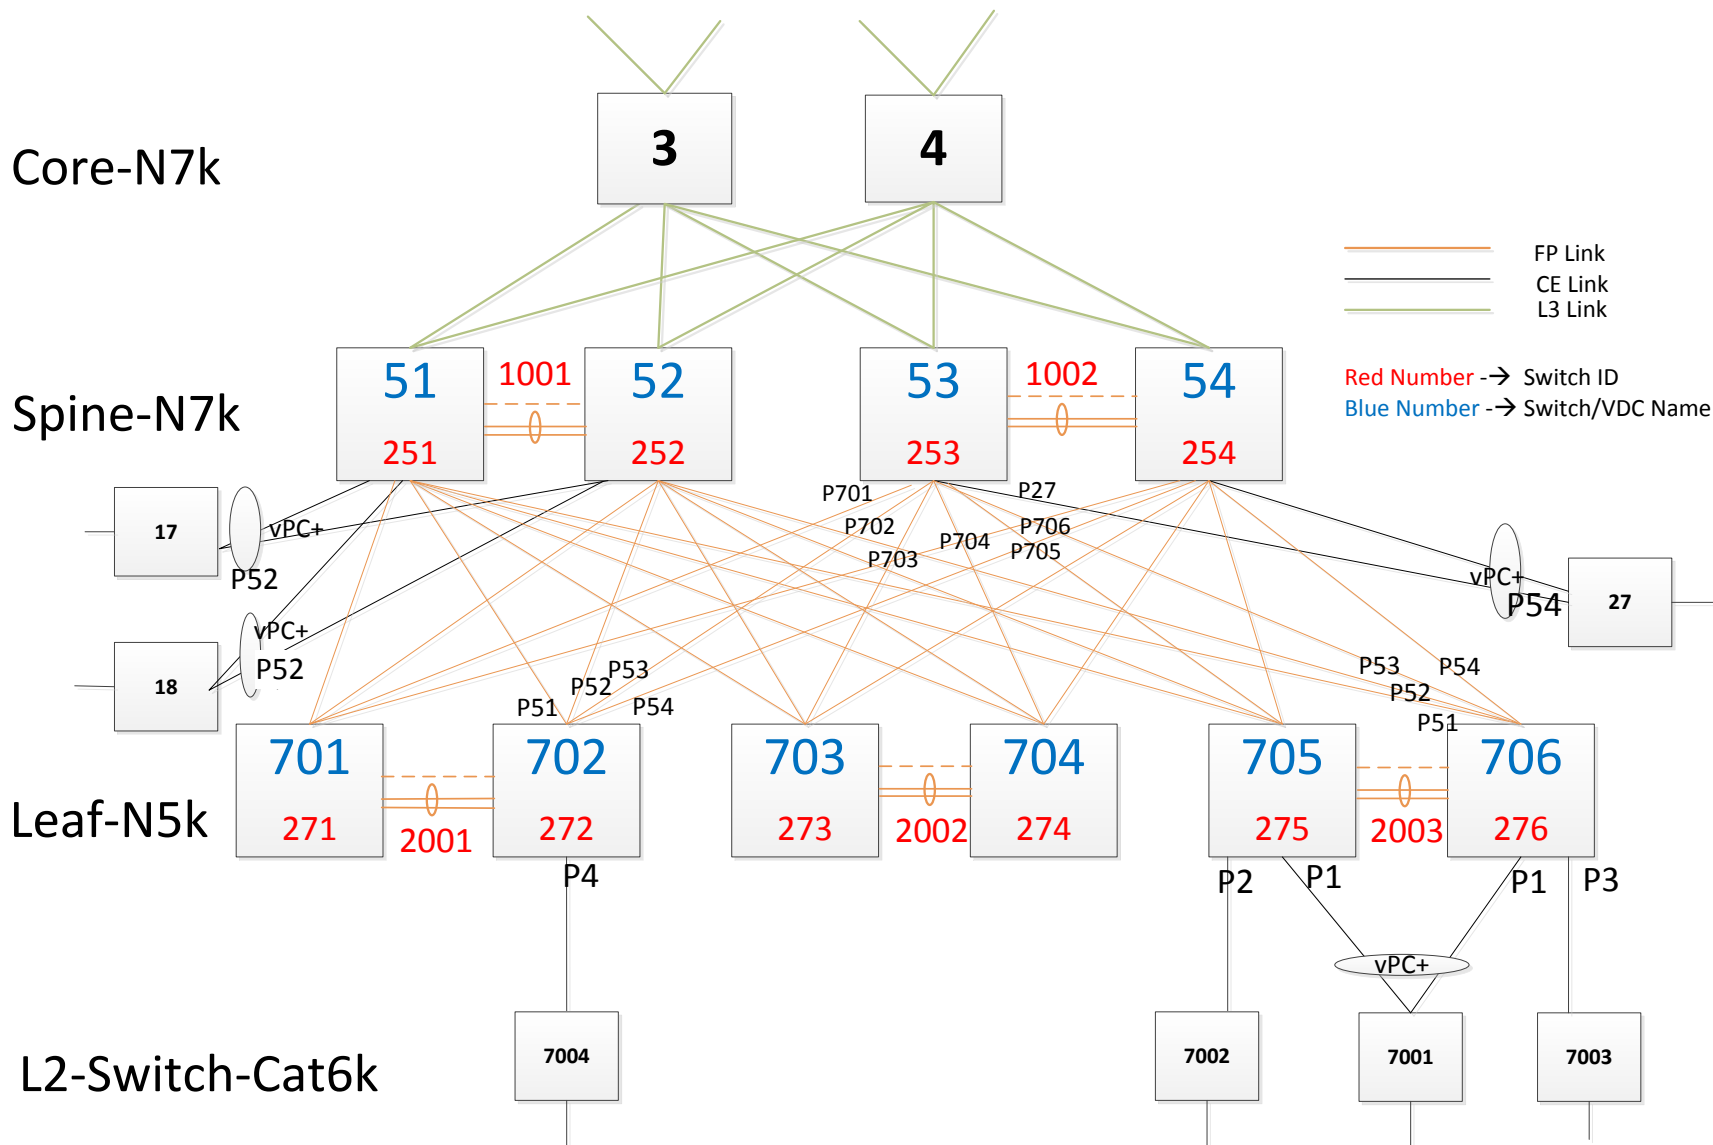 3
4
Core-N7k
FP Link
CE Link
L3 Link
51
1001
52
53
1002
54
Red Number --> Switch ID
Blue Number --> Switch/VDC Name
Spine-N7k
251
252
253
254
P701
P27
17
vPC+
P702
P706
P704
P703
P705
P52
vPC+
P54
27
vPC+
P52
18
P53
P52
P51
P54
P53
P54
P52
P51
701
702
703
704
705
706
Leaf-N5k
271
2001
272
273
2002
274
275
2003
276
P4
P2
P1
P1
P3
vPC+
7004
7002
7001
7003
L2-Switch-Cat6k